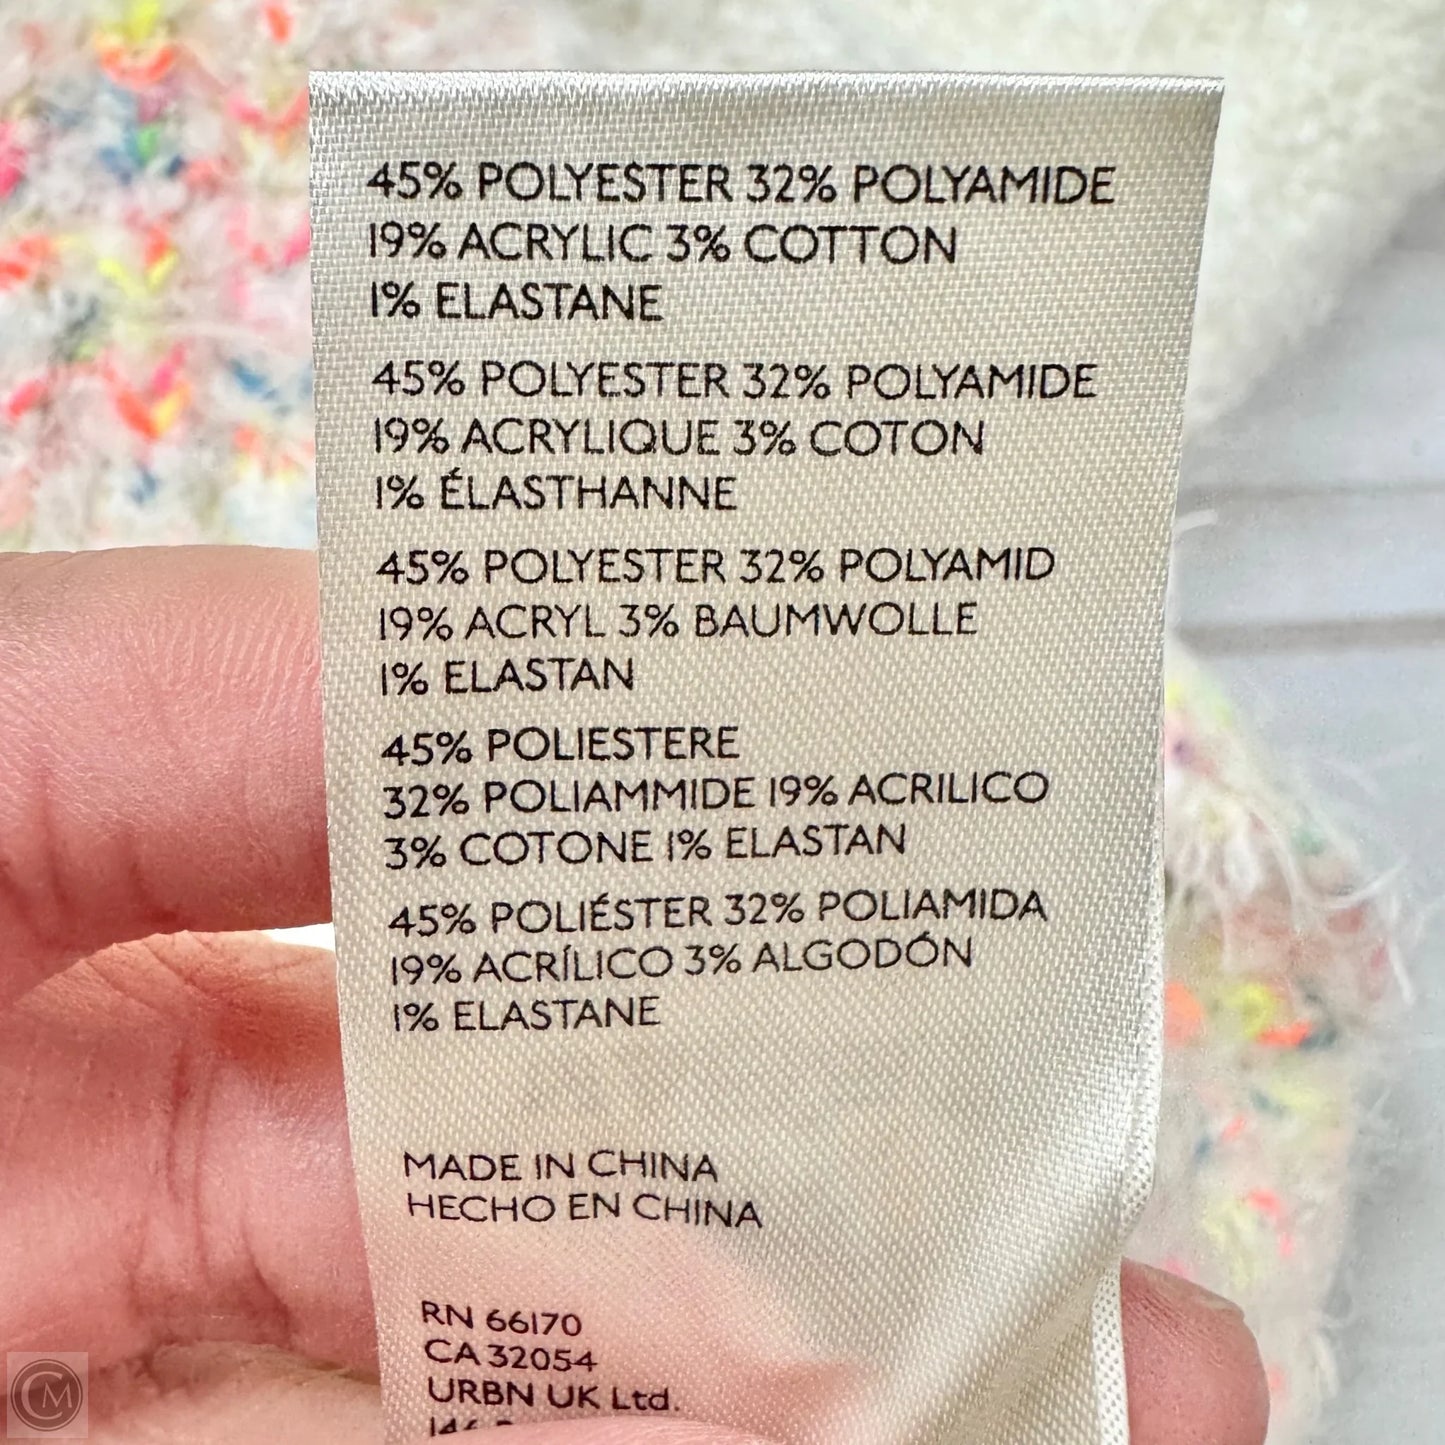 45% POLYESTER 32% POLYAMIDE
19% ACRYLIC 3% COTTON
1% ELASTANE
45% POLYESTER 32% POLYAMIDE
19% ACRYLIQUE 3% COTON
1% ÉLASTHANNE
45% POLYESTER 32% POLYAMID
19% ACRYL 3% BAUMWOLLE
1% ELASTAN
45% POLIESTERE
32% POLIAMMIDE 19% ACRILICO
3% COTONE 1% ELASTAN
45% POLIÉSTER 32% POLIAMIDA
19% ACRÍLICO 3% ALGODÓN
1% ELASTANE
MADE IN CHINA
HECHO EN CHINA
RN 66170
CA 32054
URBN UK Ltd.
CM